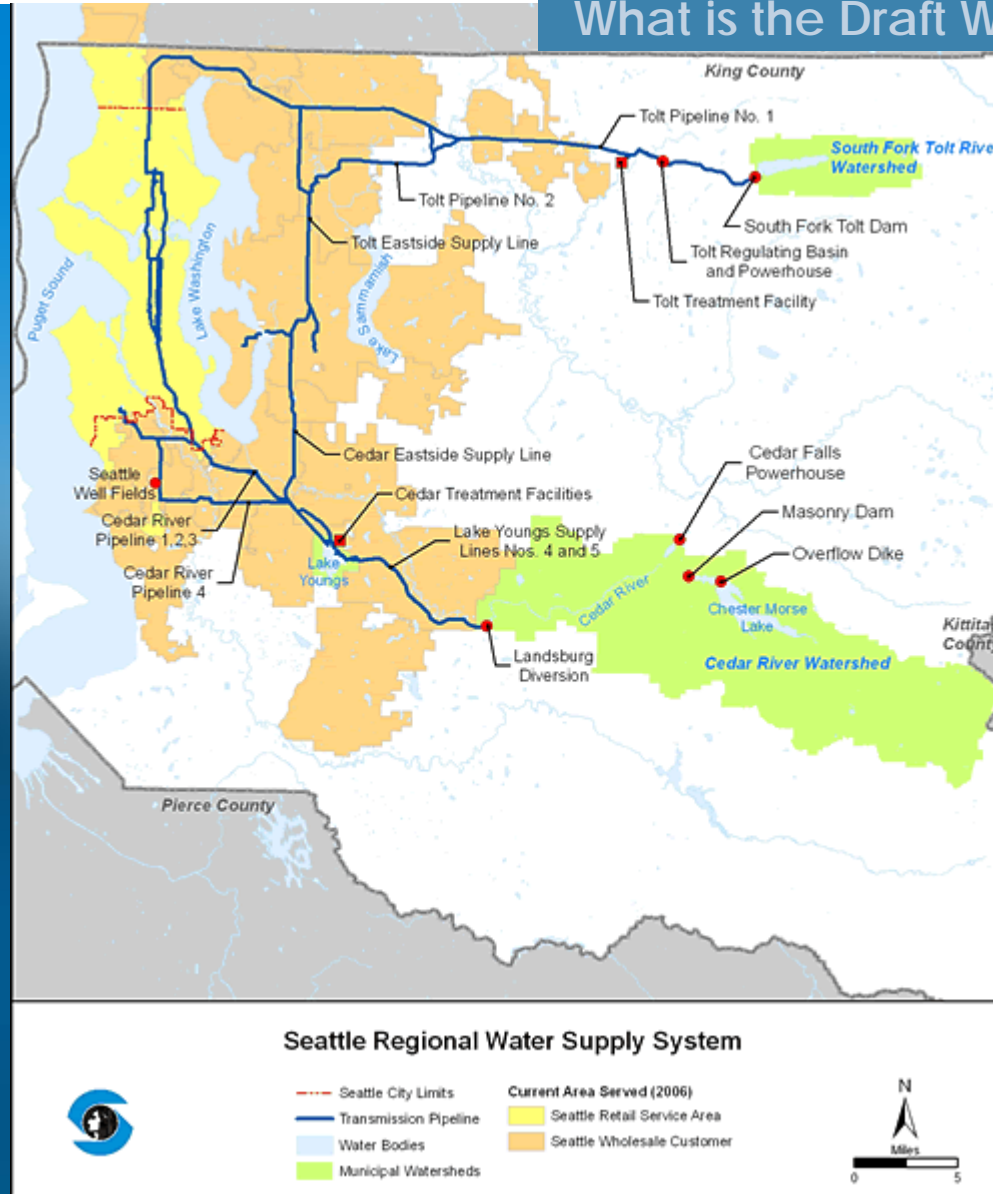 What is the Draft W
King County
Tolt Pipeline No. 1
South Fork Tolt Rive
Watershed
Tolt Pipeline No. 2
South Fork Tolt Dam
Tolt Eastside Supply Line
Tolt Regulating Basin
and Powerhouse
Tolt Treatment Facility
Puget Sound
Lake Washington
Lake Sammamish
Cedar Eastside Supply Line
Cedar Falls
Powerhouse
Seattle
Well Fields
Cedar Treatment Facilities
Masonry Dam
Cedar River
Pipeline 1,2,3
Lake Youngs Supply
Lines Nos. 4 and 5
Overflow Dike
Cedar River
Pipeline 4
Lake
Youngs
Cedar River
Chester Morse
Lake
Kittita
County
Landsburg
Diversion
Cedar River Watershed
Pierce County
Seattle Regional Water Supply System
Seattle City Limits
Transmission Pipeline
Water Bodies
Municipal Watersheds
Current Area Served (2006)
Seattle Retail Service Area
Seattle Wholesale Customer
N
Miles
0 5